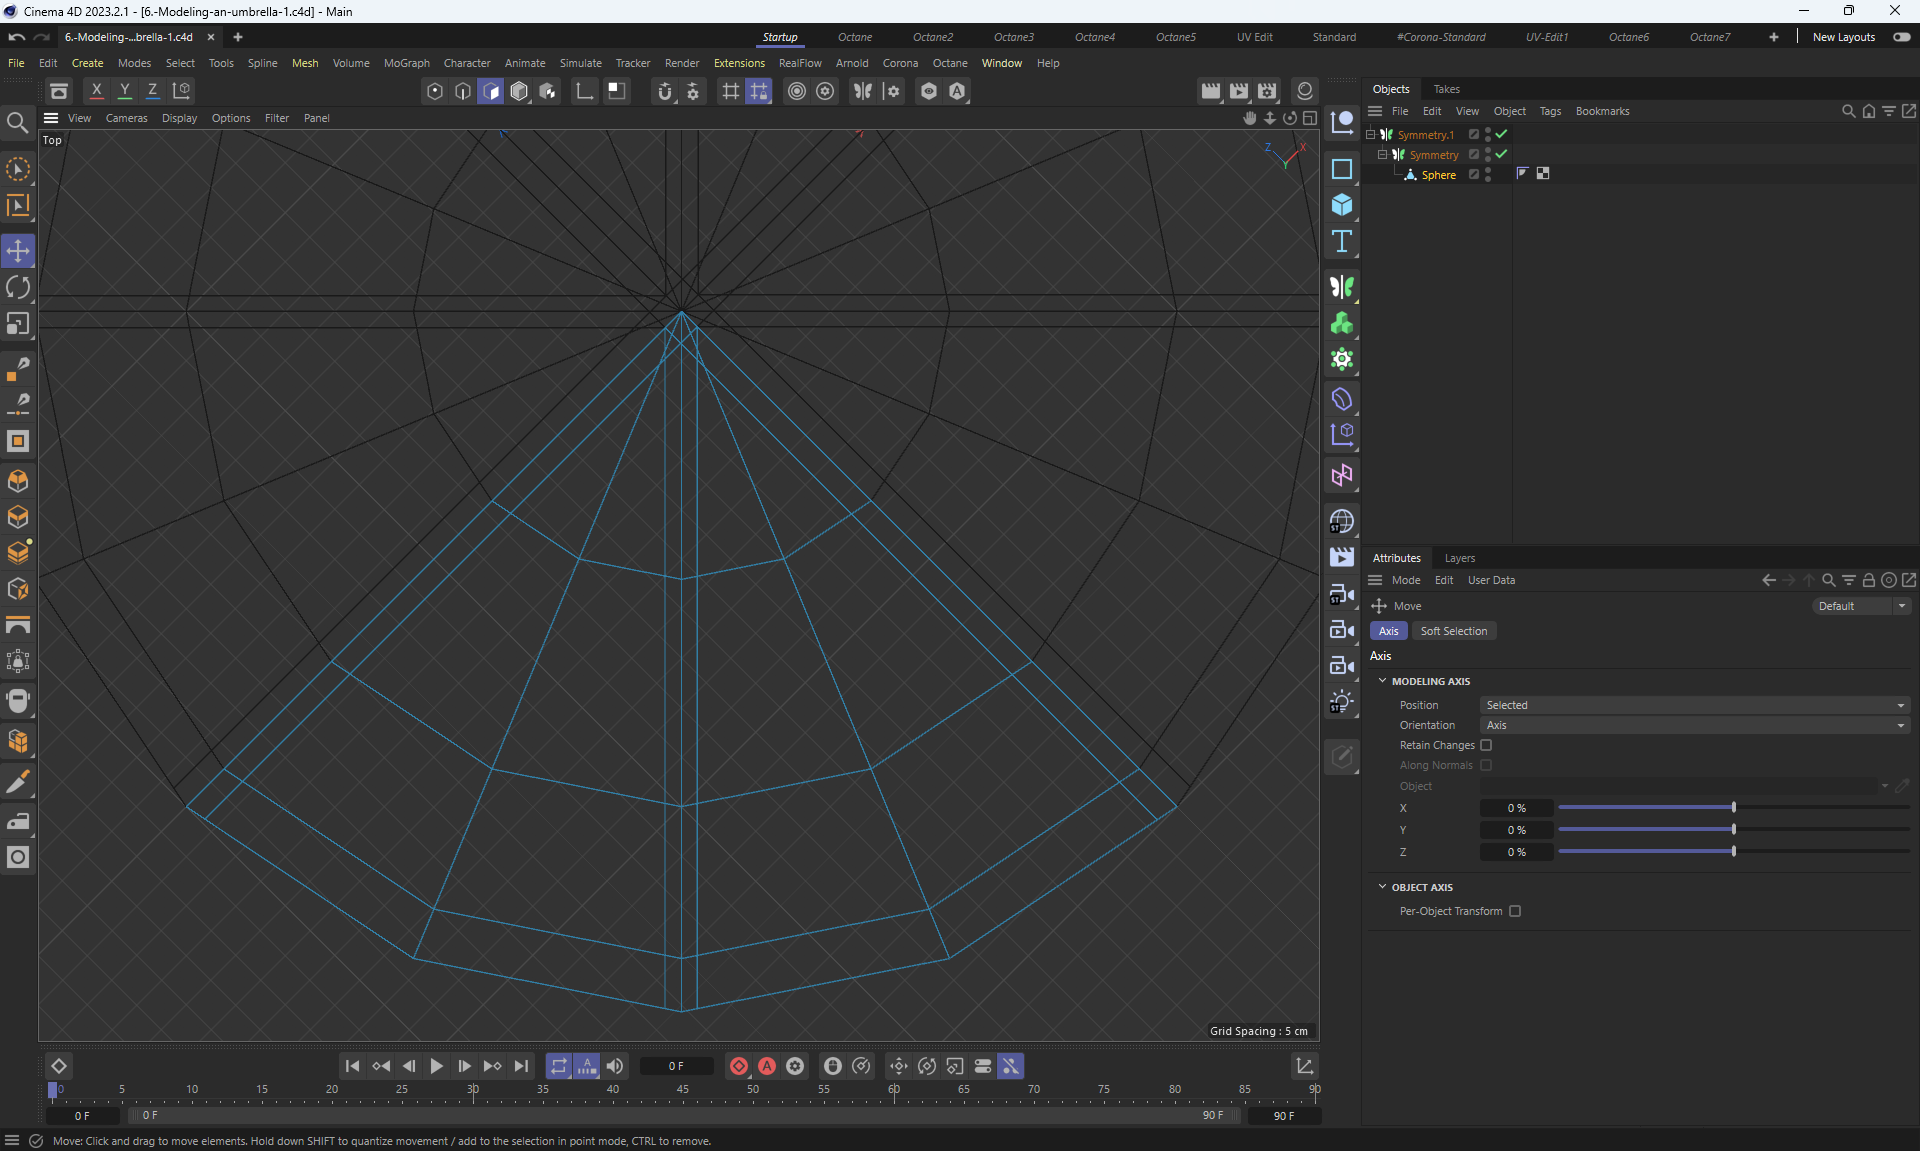 Cinema 4D 2023.2.1 - [6.-Modeling-an-umbrella-1.c4d] - Main
6.-Modeling-...brella-1.c4d
Startup Octane Octane2 Octane3 Octane4 Octane5 UV Edit Standard #Corona-Standard UV-Edit1 Octane6 Octane7 New Layouts
File Edit Create Modes Select Tools Spline Mesh Volume MoGraph Character Animate Simulate Tracker Render Extensions RealFlow Arnold Corona Octane Window Help
X Y Z
Objects Takes
View Cameras Display Options Filter Panel
File Edit View Object Tags Bookmarks
Top
Z X Y
Symmetry.1
Symmetry
Sphere
ST
Attributes Layers
Mode Edit User Data
Move Default
Axis Soft Selection
Axis
MODELING AXIS
Position Selected
Orientation Axis
Retain Changes
Along Normals
Object
X 0 %
Y 0 %
Z 0 %
OBJECT AXIS
Per-Object Transform
ST
ST
Grid Spacing : 5 cm
A 0 F A
0 5 10 15 20 25 30 35 40 45 50 55 60 65 70 75 80 85 90
0 F 0 F 90 F 90 F
Move: Click and drag to move elements. Hold down SHIFT to quantize movement / add to the selection in point mode, CTRL to remove.